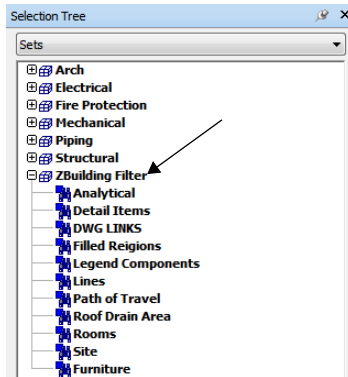 Selection Tree
Sets
Arch
Electrical
Fire Protection
Mechanical
Piping
Structural
ZBuilding Filter
Analytical
Detail Items
DWG LINKS
Filled Reigions
Legend Components
Lines
Path of Travel
Roof Drain Area
Rooms
Site
Furniture